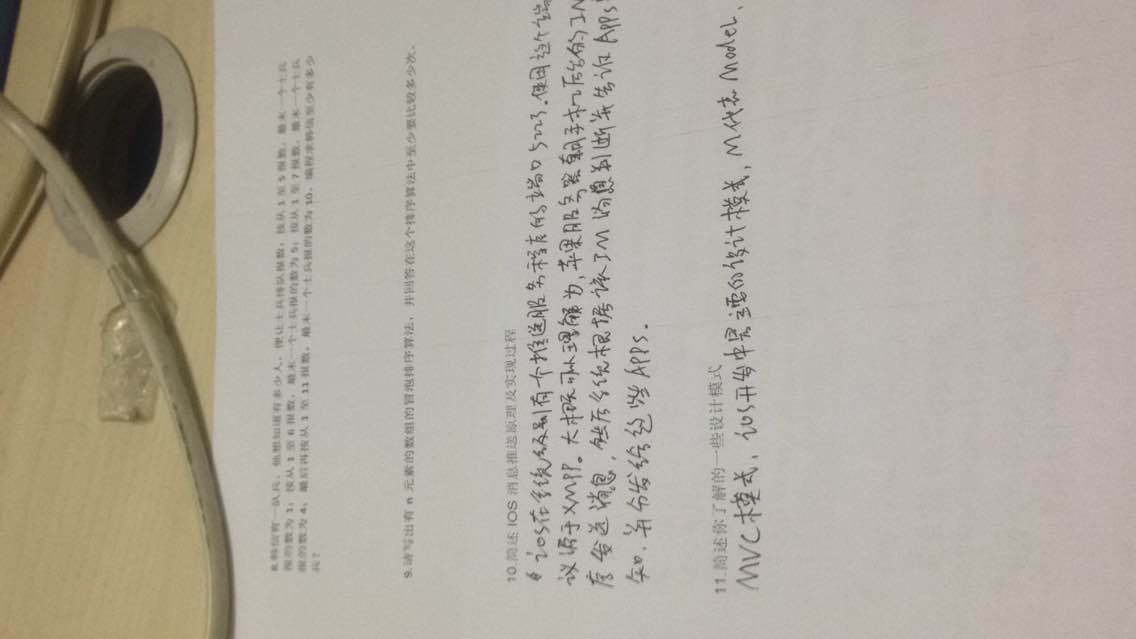 8.韩信有一队兵，他想知道有多少人，便让士兵排队报数：按从 1 至 5 报数，最末一个士兵
报的数为 1；按从 1 至 6 报数，最末一个士兵报的数为 5；按从 1 至 7 报数，最末一个士兵
报的数为 4；最后再按从 1 至 11 报数，最末一个士兵报的数为 10，编程求韩信至少有多少
兵？
9.请写出有 n 元素的数组的冒泡排序算法，并回答在这个排序算法中至少要比较多少次。
10.简述 IOS 消息推送原理及实现过程
ios在系统级别有个推送服务程序的端口5223.使用这个端
议源于XMPP。大概可以理解为,苹果服务器朝手机后台的IM
序发送消息,然后系统根据该IM消息判断并告诉Apps
知,并分发给这些Apps.
11.简述你了解的一些设计模式
MVC模式,ios开发中最主要的设计模式,M代表Model、